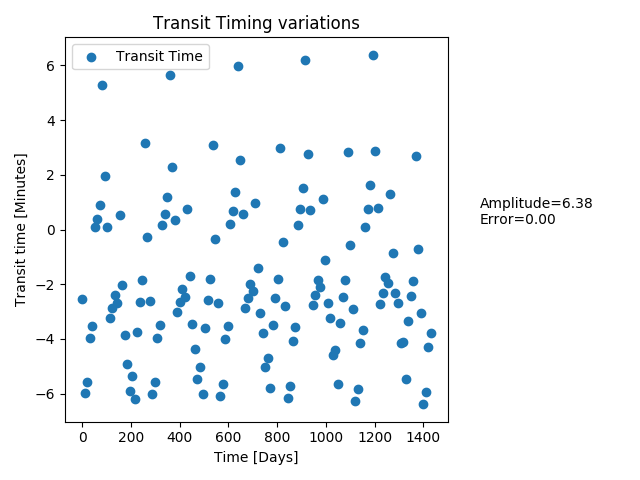 Transit Timing variations
Transit Time
6
4
2
0
−2
−4
−6
Transit time [Minutes]
0 200 400 600 800 1000 1200 1400
Time [Days]
Amplitude=6.38
Error=0.00